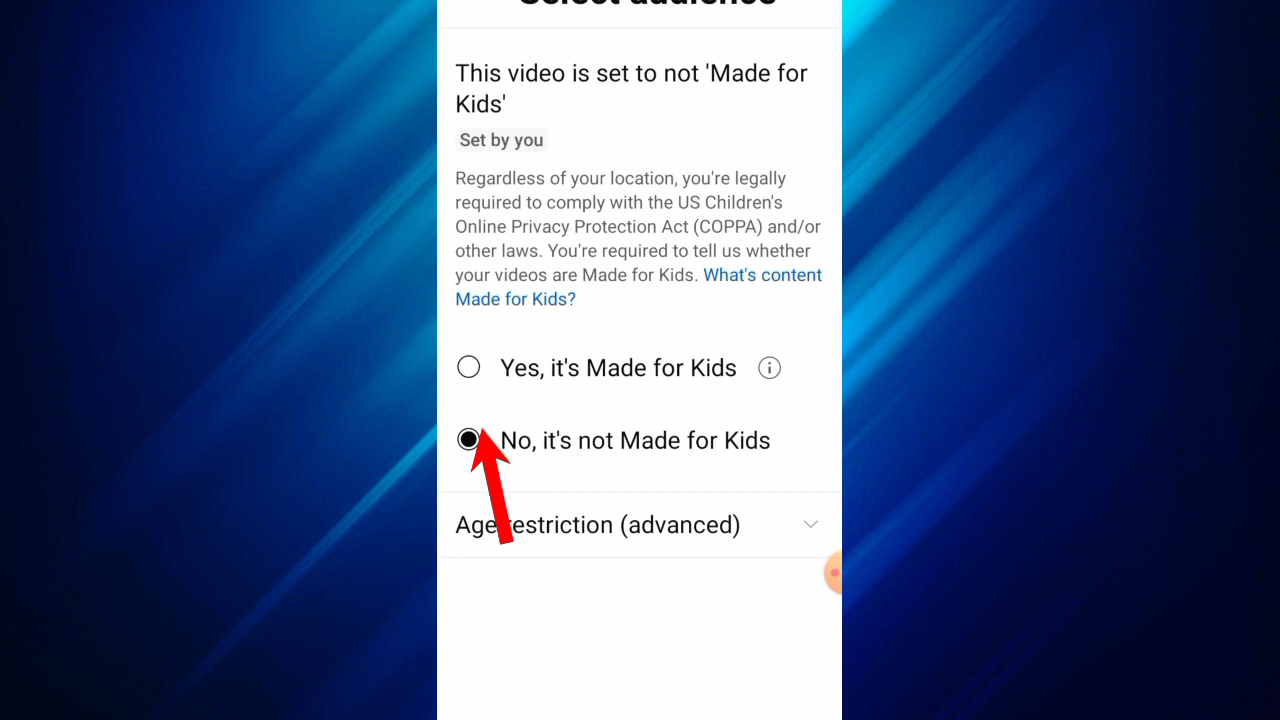 Select audience
This video is set to not 'Made for
Kids'
Set by you
Regardless of your location, you're legally
required to comply with the US Children's
Online Privacy Protection Act (COPPA) and/or
other laws. You're required to tell us whether
your videos are Made for Kids. What's content
Made for Kids?
Yes, it's Made for Kids
No, it's not Made for Kids
Age restriction (advanced)